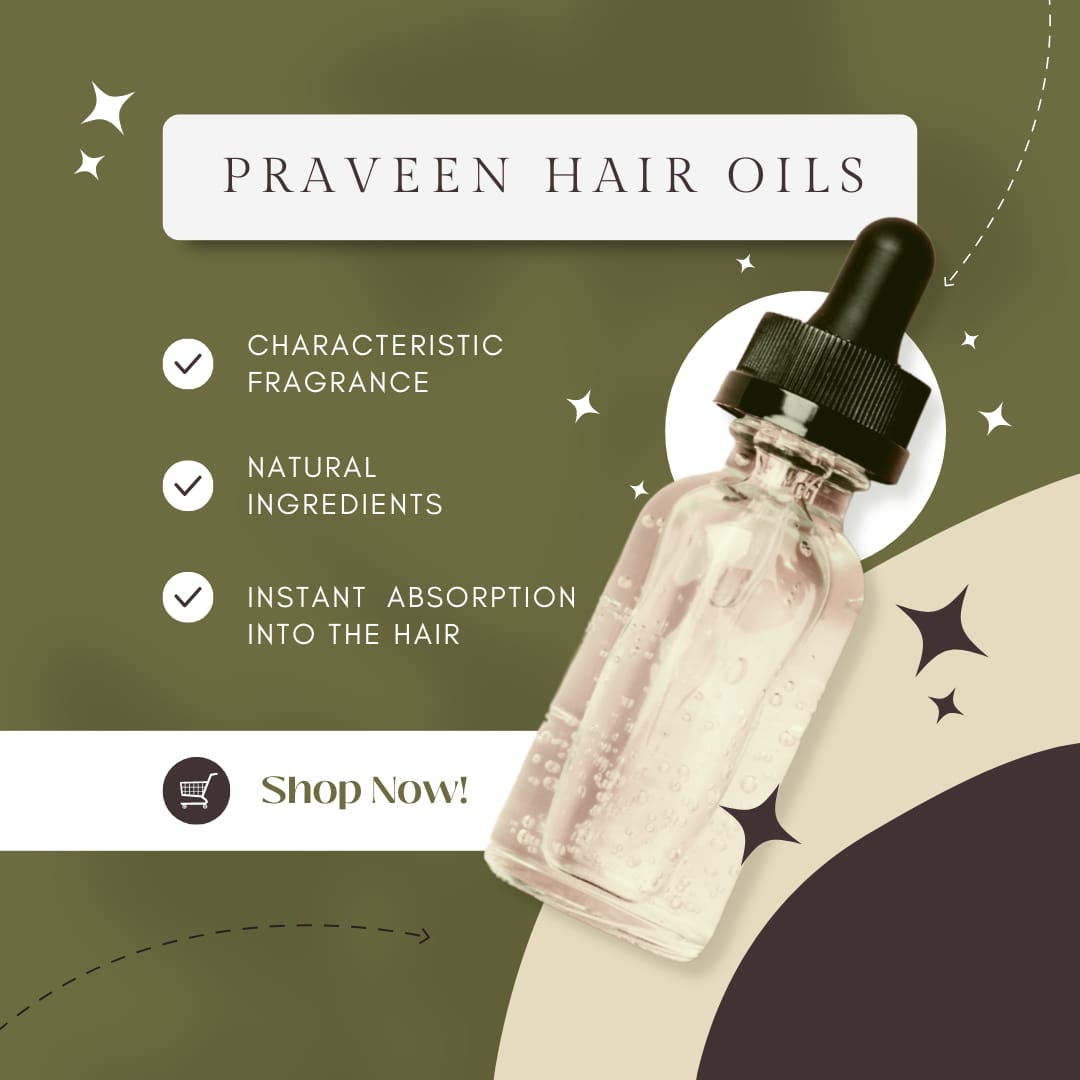 PRAVEEN HAIR OILS
CHARACTERISTIC
FRAGRANCE
NATURAL
INGREDIENTS
INSTANT ABSORPTION
INTO THE HAIR
Shop Now!